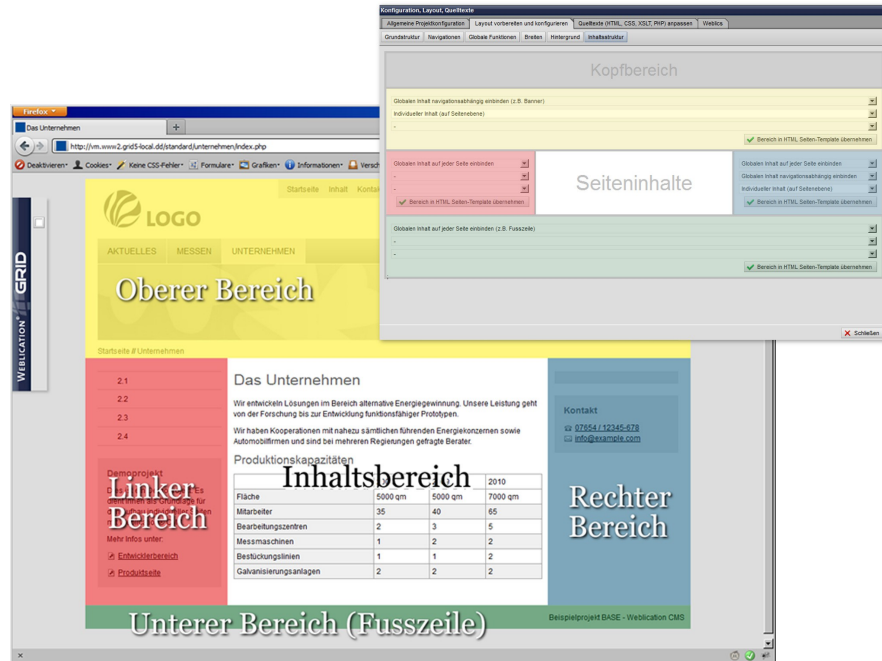 Konfiguration, Layout, Quelltexte
Allgemeine Projektkonfiguration Layout vorbereiten und konfigurieren Quelltexte (HTML, CSS, XSLT, PHP) anpassen Weblics
Grundstruktur Navigationen Globale Funktionen Breiten Hintergrund Inhaltsstruktur
Kopfbereich
Globalen Inhalt navigationsabhängig einbinden (z.B. Banner)
Individueller Inhalt (auf Seitenebene)
-
Bereich in HTML Seiten-Template übernehmen
Globalen Inhalt auf jeder Seite einbinden
-
-
Bereich in HTML Seiten-Template übernehmen
Seiteninhalte
Globalen Inhalt auf jeder Seite einbinden
Globalen Inhalt navigationsabhängig einbinden
Individueller Inhalt (auf Seitenebene)
Bereich in HTML Seiten-Template übernehmen
Globalen Inhalt auf jeder Seite einbinden (z.B. Fusszeile)
-
-
Bereich in HTML Seiten-Template übernehmen
Schließen
Firefox
Das Unternehmen
http://vm.www2.grid5-local.dd/standard/unternehmen/index.php
Deaktivieren Cookies Keine CSS-Fehler Formulare Grafiken Informationen
WEBLICATION GRID
Startseite Inhalt
LOGO
AKTUELLES MESSEN UNTERNEHMEN
Oberer Bereich
Startseite // Unternehmen
2.1
2.2
2.3
2.4
Demoprojekt
Linker
Bereich
Mehr Infos unter:
Entwicklerbereich
Produktseite
Das Unternehmen
Wir entwickeln Lösungen im Bereich alternative Energiegewinnung. Unsere Leistung geht
von der Forschung bis zur Entwicklung funktionsfähiger Prototypen.
Wir haben Kooperationen mit nahezu sämtlichen führenden Energiekonzernen sowie
Automobilfirmen und sind bei mehreren Regierungen gefragte Berater.
Produktionskapazitäten
Inhaltsbereich
2010
Fläche 5000 qm 5000 qm 7000 qm
Mitarbeiter 35 40 65
Bearbeitungszentren 2 3 5
Messmaschinen 1 2 2
Bestückungslinien 1 1 2
Galvanisierungsanlagen 2 2 2
Kontakt
07654 / 12345-678
info@example.com
Rechter
Bereich
Unterer Bereich (Fusszeile)
Beispielprojekt BASE - Weblication CMS